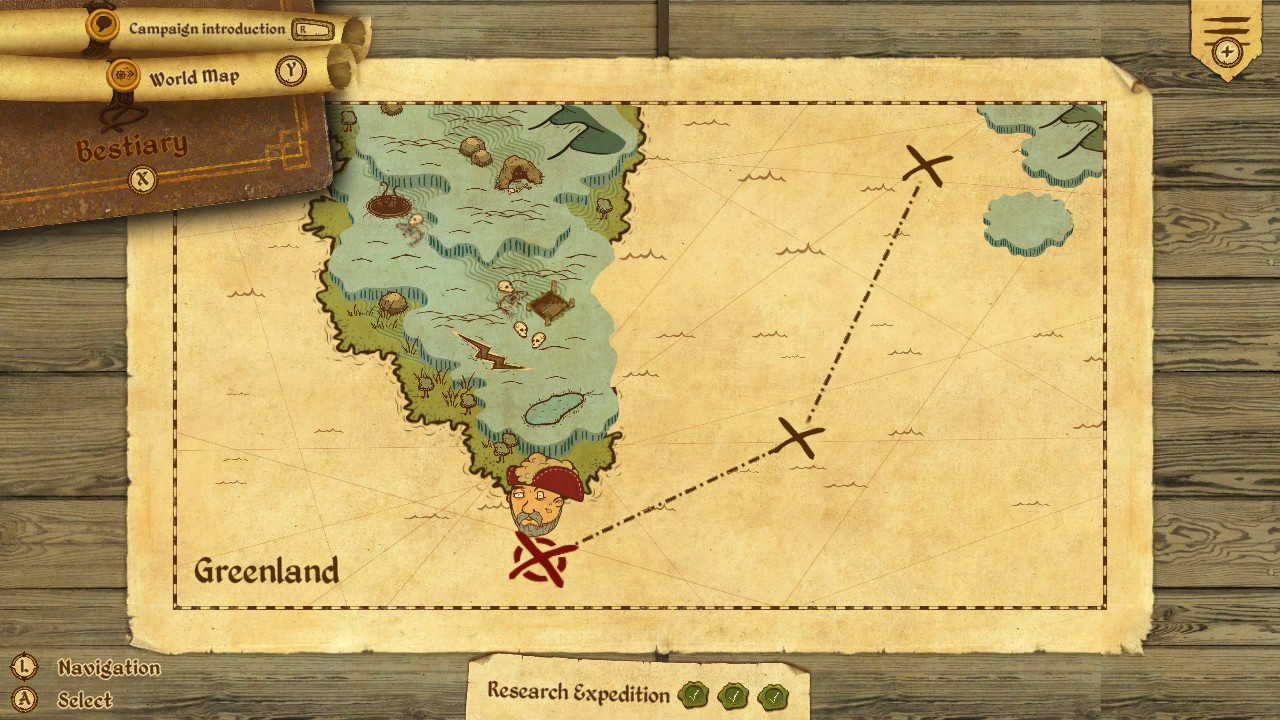 Campaign introduction R
World Map Y
Bestiary
X
Greenland
L Navigation
A Select
Research Expedition